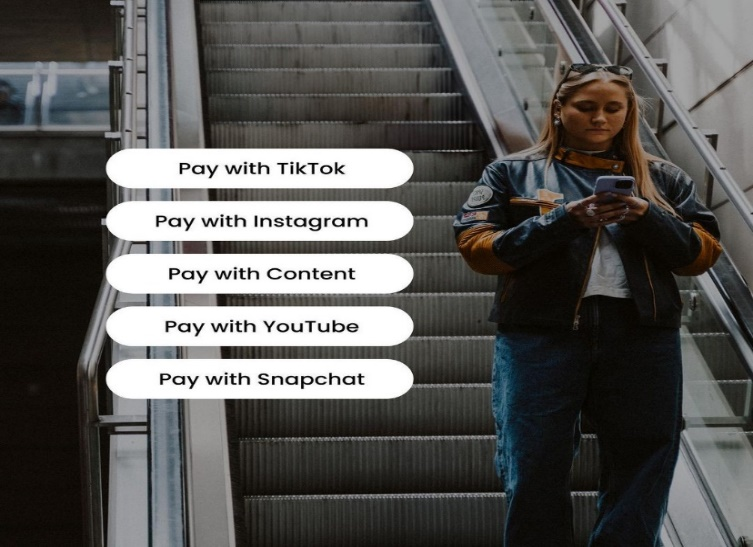 Pay with TikTok
Pay with Instagram
Pay with Content
Pay with YouTube
Pay with Snapchat